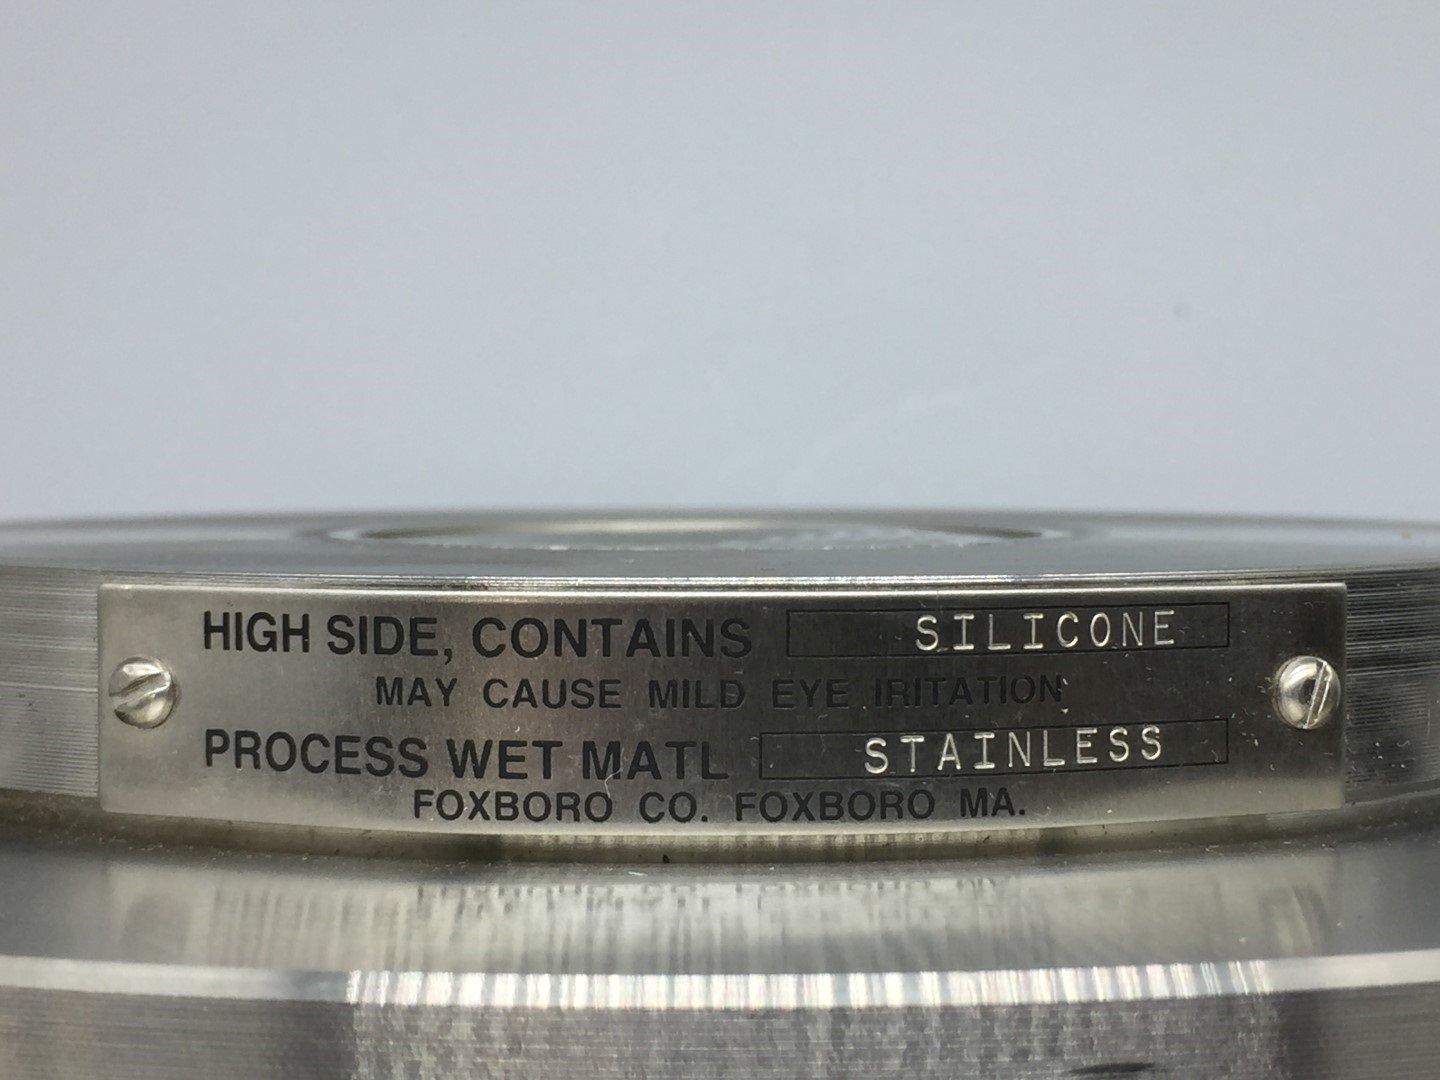 HIGH SIDE, CONTAINS SILICONE
MAY CAUSE MILD EYE IRITATION
PROCESS WET MATL STAINLESS
FOXBORO CO. FOXBORO MA.